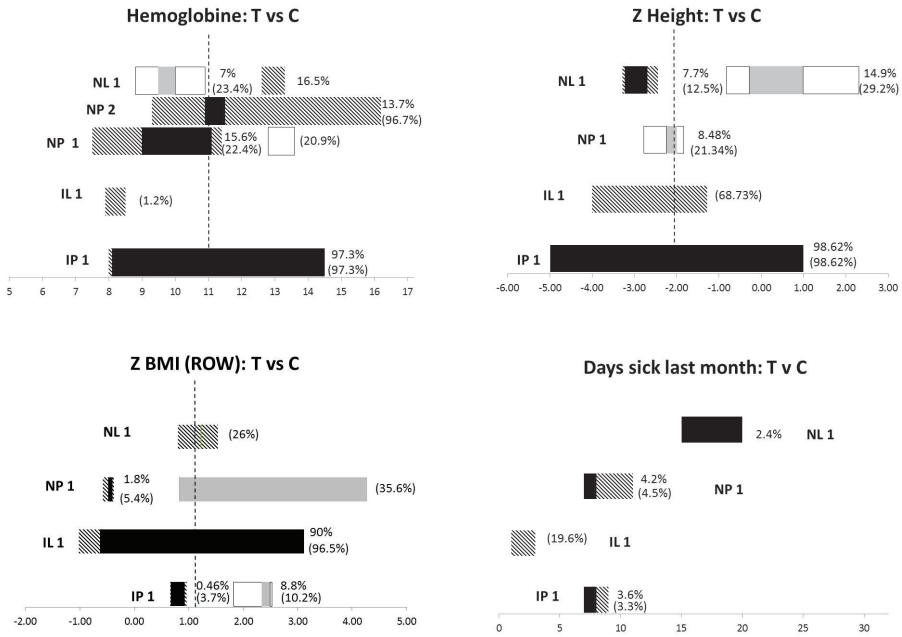 Hemoglobine: T vs C
NL 1
7%
(23.4%)
16.5%
NP 2
13.7%
(96.7%)
NP 1
15.6%
(22.4%)
(20.9%)
IL 1
(1.2%)
IP 1
97.3%
(97.3%)
5 6 7 8 9 10 11 12 13 14 15 16 17
Z Height: T vs C
NL 1
7.7%
(12.5%)
14.9%
(29.2%)
NP 1
8.48%
(21.34%)
IL 1
(68.73%)
IP 1
98.62%
(98.62%)
-6.00 -5.00 -4.00 -3.00 -2.00 -1.00 0.00 1.00 2.00 3.00
Z BMI (ROW): T vs C
NL 1
(26%)
NP 1
1.8%
(5.4%)
(35.6%)
IL 1
90%
(96.5%)
IP 1
0.46%
(3.7%)
8.8%
(10.2%)
-2.00 -1.00 0.00 1.00 2.00 3.00 4.00 5.00
Days sick last month: T v C
2.4% NL 1
4.2%
(4.5%)
NP 1
(19.6%) IL 1
IP 1
3.6%
(3.3%)
0 5 10 15 20 25 30